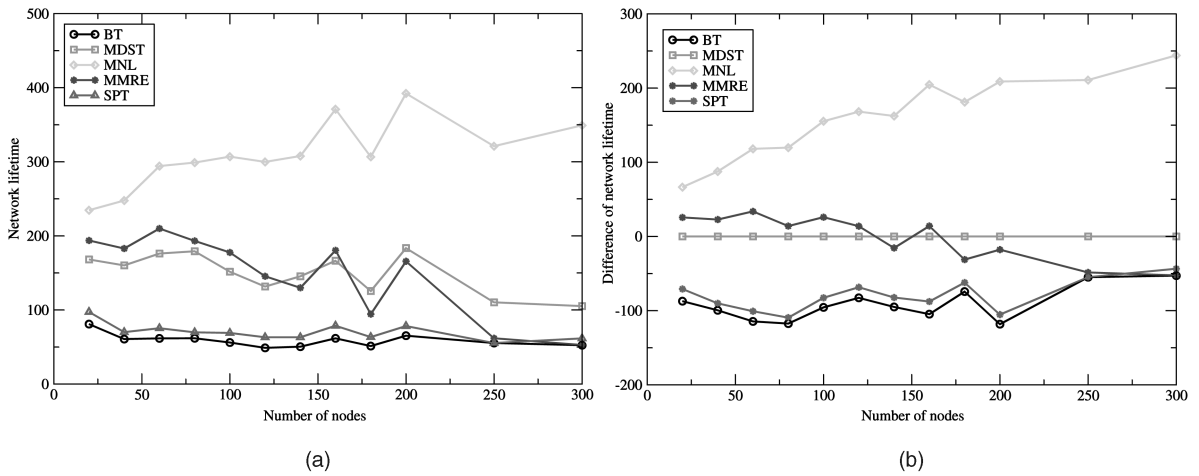 500
400
300
200
100
0
Network lifetime
BT
MDST
MNL
MMRE
SPT
0 50 100 150 200 250 300
Number of nodes
(a)
300
200
100
0
-100
-200
Difference of network lifetime
BT
MDST
MNL
MMRE
SPT
0 50 100 150 200 250 300
Number of nodes
(b)